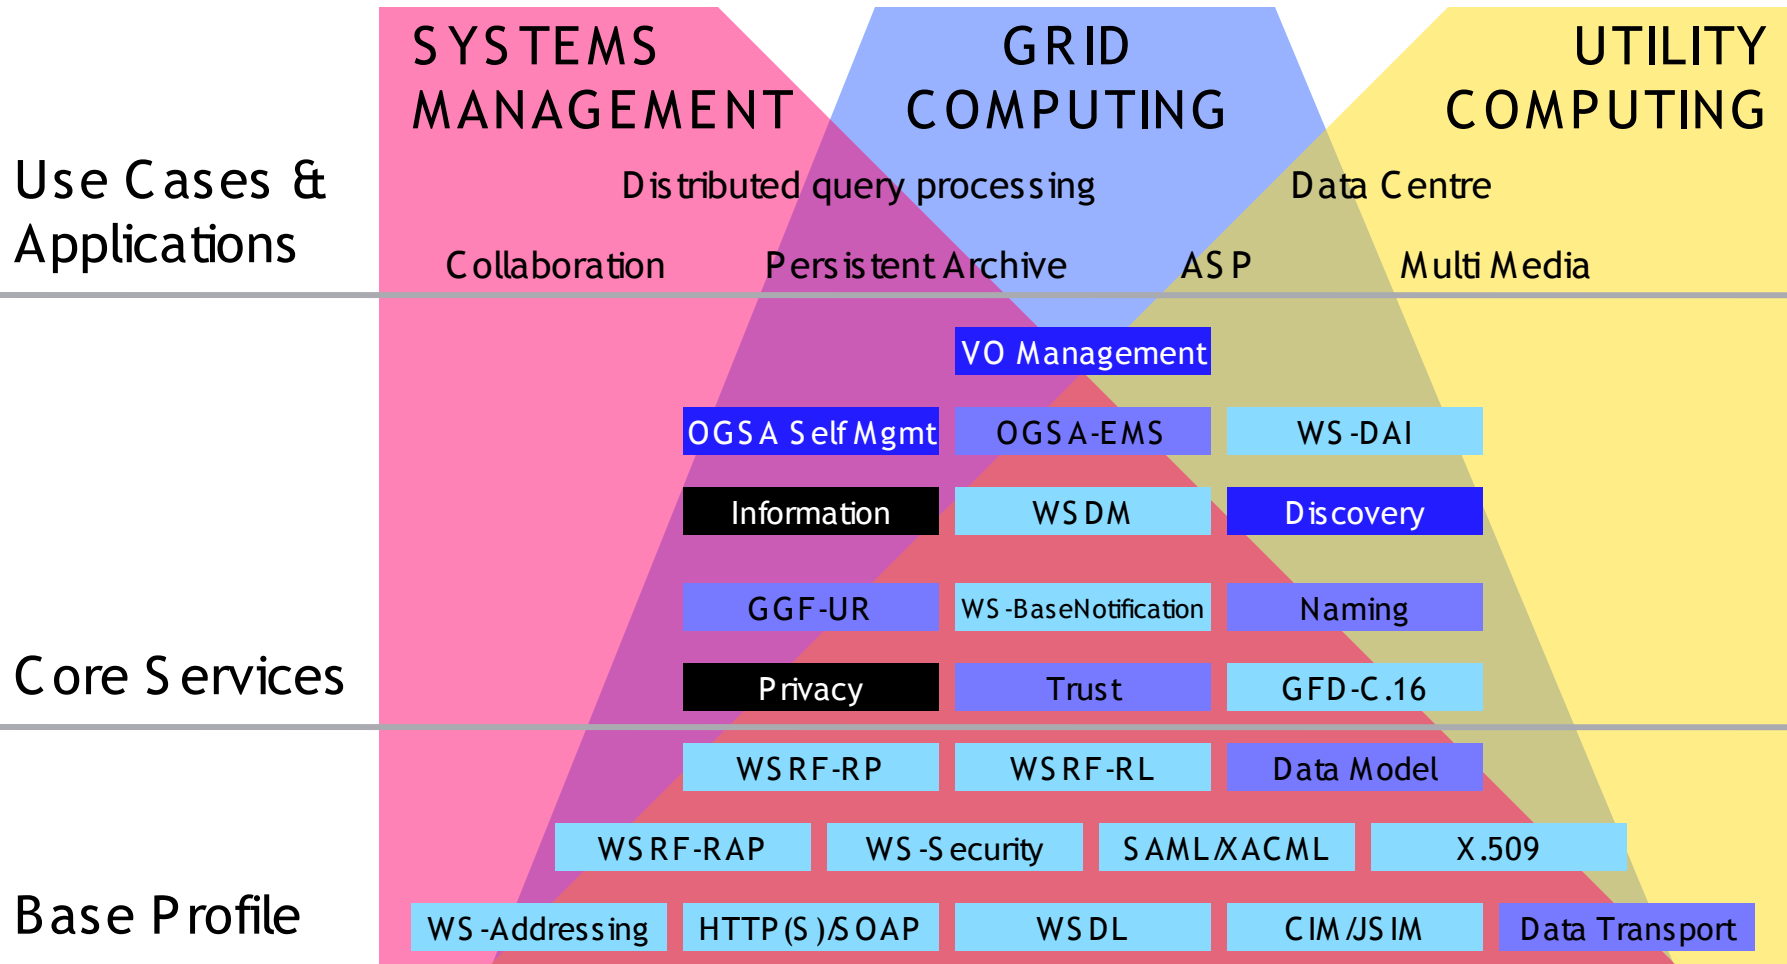 SYSTEMS
MANAGEMENT
GRID
COMPUTING
UTILITY
COMPUTING
Use Cases &
Applications
Distributed query processing
Data Centre
Collaboration
Persistent Archive
ASP
Multi Media
VO Management
OGSA Self Mgmt
OGSA-EMS
WS-DAI
Information
WSDM
Discovery
GGF-UR
WS-BaseNotification
Naming
Core Services
Privacy
Trust
GFD-C.16
WSRF-RP
WSRF-RL
Data Model
WSRF-RAP
WS-Security
SAML/XACML
X.509
Base Profile
WS-Addressing
HTTP(S)/SOAP
WSDL
CIM/JSIM
Data Transport